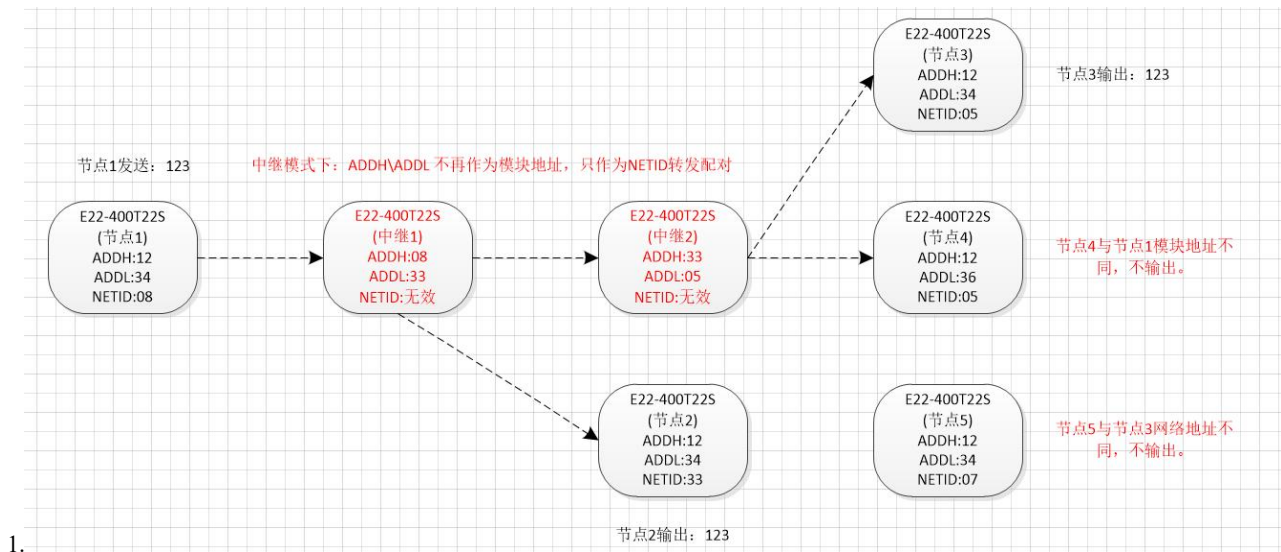 E22-400T22S
(节点3)
ADDH:12
ADDL:34
NETID:05
节点3输出：123
节点1发送：123
中继模式下：ADDH\ADDL 不再作为模块地址，只作为NETID转发配对
E22-400T22S
(节点1)
ADDH:12
ADDL:34
NETID:08
E22-400T22S
(中继1)
ADDH:08
ADDL:33
NETID:无效
E22-400T22S
(中继2)
ADDH:33
ADDL:05
NETID:无效
E22-400T22S
(节点4)
ADDH:12
ADDL:36
NETID:05
节点4与节点1模块地址不
同，不输出。
E22-400T22S
(节点2)
ADDH:12
ADDL:34
NETID:33
E22-400T22S
(节点5)
ADDH:12
ADDL:34
NETID:07
节点5与节点3网络地址不
同，不输出。
节点2输出：123
1.